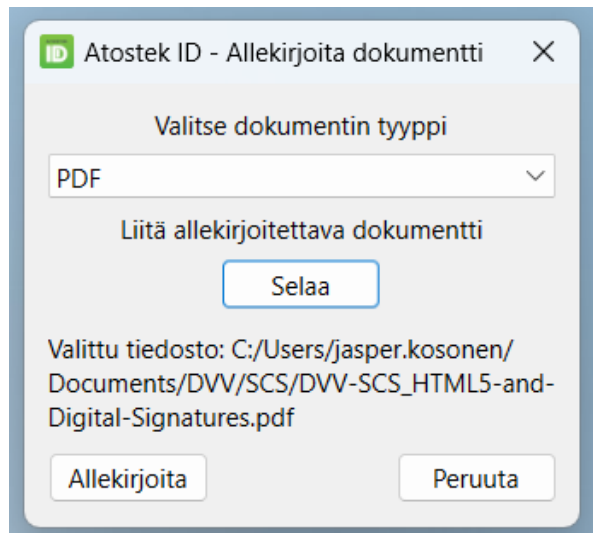 ID Atostek ID - Allekirjoita dokumentti
Valitse dokumentin tyyppi
PDF
Liitä allekirjoitettava dokumentti
Selaa
Valittu tiedosto: C:/Users/jasper.kosonen/
Documents/DVV/SCS/DVV-SCS_HTML5-and-
Digital-Signatures.pdf
Allekirjoita Peruuta